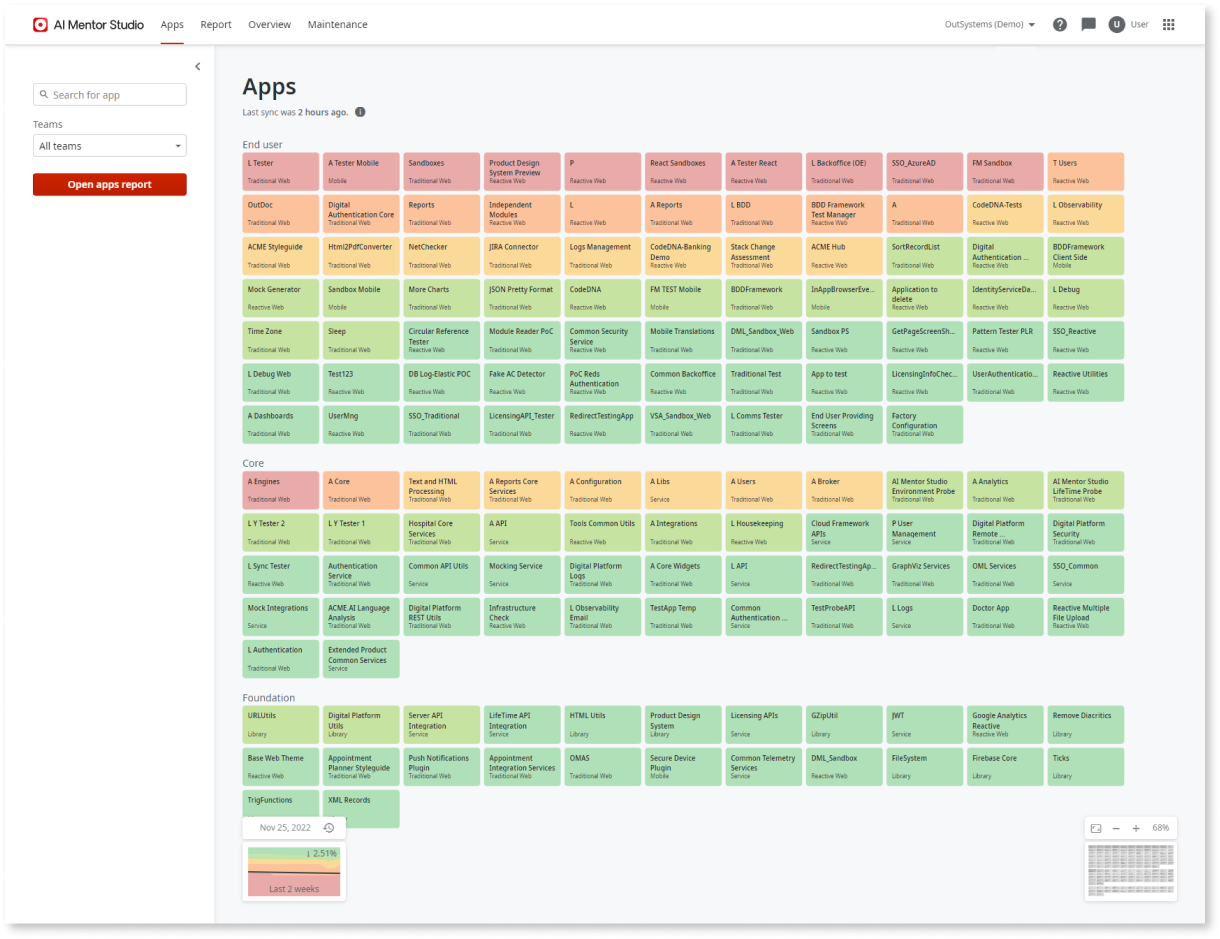 AI Mentor Studio Apps Report Overview Maintenance OutSystems (Demo) ? U User
Search for app
Teams
All teams
Open apps report
Apps
Last sync was 2 hours ago. i
End user
L Tester A Tester Mobile Sandboxes Product Design P React Sandboxes A Tester React L Backoffice (OE) SSO_AzureAD FM Sandbox T Users
System Preview
Traditional Web Mobile Traditional Web Reactive Web Reactive Web Reactive Web Reactive Web Traditional Web Traditional Web Traditional Web Reactive Web
OutDoc Digital Reports Independent L A Reports L BDD BDD Framework A CodeDNA-Tests L Observability
Authentication Core Modules Test Manager
Traditional Web Traditional Web Traditional Web Reactive Web Reactive Web Traditional Web Traditional Web Reactive Web Traditional Web Reactive Web Traditional Web
ACME Styleguide Html2PdfConverter NetChecker JIRA Connector Logs Management CodeDNA-Banking Stack Change ACME Hub SortRecordList Digital BDDFramework
Demo Assessment Authentication ... Client Side
Traditional Web Traditional Web Traditional Web Reactive Web Traditional Web Reactive Web Traditional Web Reactive Web Traditional Web Reactive Web Mobile
Mock Generator Sandbox Mobile More Charts JSON Pretty Format CodeDNA FM TEST Mobile BDDFramework InAppBrowserEve... Application to IdentityServiceDa... L Debug
delete
Reactive Web Mobile Traditional Web Traditional Web Reactive Web Mobile Traditional Web Mobile Reactive Web Reactive Web Reactive Web
Time Zone Sleep Circular Reference Module Reader PoC Common Security Mobile Translations DML_Sandbox_Web Sandbox PS GetPageScreenSh... Pattern Tester PLR SSO_Reactive
Tester Service
Traditional Web Traditional Web Reactive Web Traditional Web Reactive Web Traditional Web Traditional Web Reactive Web Reactive Web Reactive Web Reactive Web
L Debug Web Test123 DB Log-Elastic POC Fake AC Detector PoC Reds Common Backoffice Traditional Test App to test LicensingInfoChec... UserAuthenticatio... Reactive Utilities
Authentication
Traditional Web Reactive Web Reactive Web Reactive Web Reactive Web Reactive Web Traditional Web Reactive Web Reactive Web Traditional Web Reactive Web
A Dashboards UserMng SSO_Traditional LicensingAPI_Tester RedirectTestingApp VSA_Sandbox_Web L Comms Tester End User Providing Factory
Screens Configuration
Traditional Web Reactive Web Traditional Web Traditional Web Reactive Web Traditional Web Traditional Web Traditional Web Traditional Web
Core
A Engines A Core Text and HTML A Reports Core A Configuration A Libs A Users A Broker AI Mentor Studio A Analytics AI Mentor Studio
Processing Services Environment Probe LifeTime Probe
Traditional Web Traditional Web Traditional Web Traditional Web Traditional Web Service Traditional Web Traditional Web Traditional Web Traditional Web Traditional Web
L Y Tester 2 L Y Tester 1 Hospital Core A API Tools Common Utils A Integrations L Housekeeping Cloud Framework P User Digital Platform Digital Platform
Services APIs Management Remote ... Security
Traditional Web Traditional Web Traditional Web Service Reactive Web Traditional Web Reactive Web Service Service Traditional Web Traditional Web
L Sync Tester Authentication Common API Utils Mocking Service Digital Platform A Core Widgets L API RedirectTestingAp... GraphViz Services OML Services SSO_Common
Service Logs
Reactive Web Traditional Web Service Service Traditional Web Traditional Web Service Traditional Web Traditional Web Traditional Web Service
Mock Integrations ACME.AI Language Digital Platform Infrastructure L Observability TestApp Temp Common TestProbeAPI L Logs Doctor App Reactive Multiple
Analysis REST Utils Check Email Authentication ... File Upload
Service Traditional Web Traditional Web Reactive Web Traditional Web Traditional Web Service Traditional Web Service Traditional Web Reactive Web
L Authentication Extended Product
Common Services
Traditional Web Service
Foundation
URLUtils Digital Platform Server API LifeTime API HTML Utils Product Design Licensing APIs GZipUtil JWT Google Analytics Remove Diacritics
Utils Integration Integration System Reactive
Library Library Service Service Library Library Service Library Service Reactive Web Library
Base Web Theme Appointment Push Notifications Appointment OMAS Secure Device Common Telemetry DML_Sandbox FileSystem Firebase Core Ticks
Planner Styleguide Plugin Integration Services Plugin Services
Reactive Web Traditional Web Traditional Web Traditional Web Traditional Web Mobile Service Reactive Web Library Library Library
TrigFunctions XML Records
Nov 25, 2022 68%
↓ 2.51%
Last 2 weeks